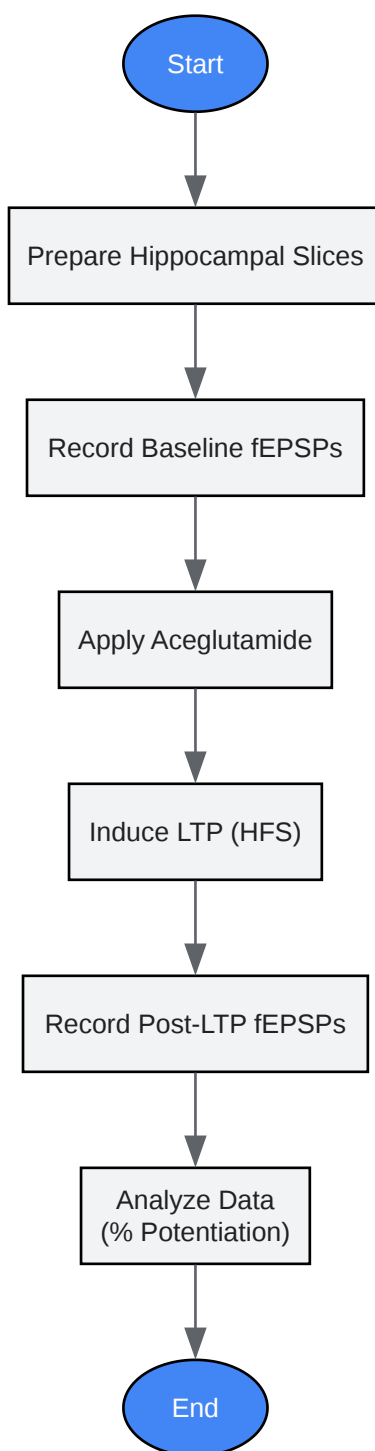 Start
Prepare Hippocampal Slices
Record Baseline fEPSPs
Apply Aceglutamide
Induce LTP (HFS)
Record Post-LTP fEPSPs
Analyze Data
(% Potentiation)
End